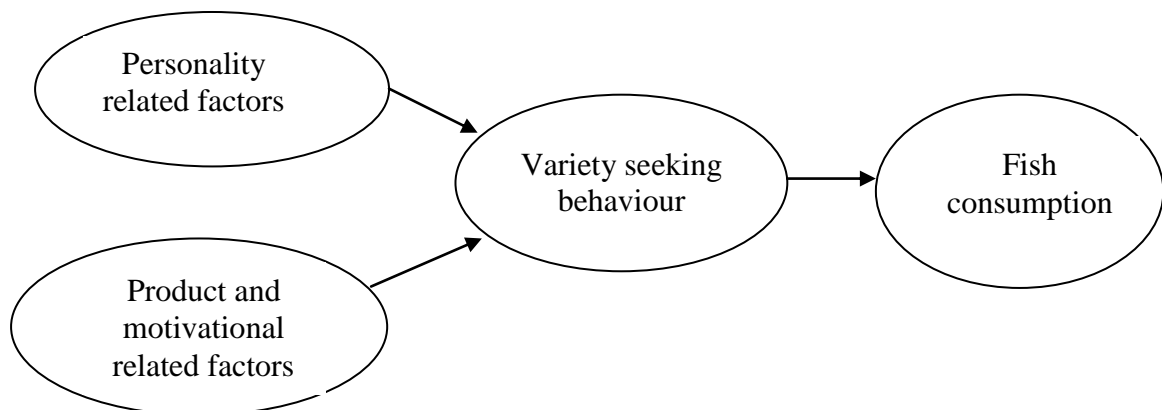 Personality
related factors
Variety seeking
behaviour
Fish
consumption
Product and
motivational
related factors